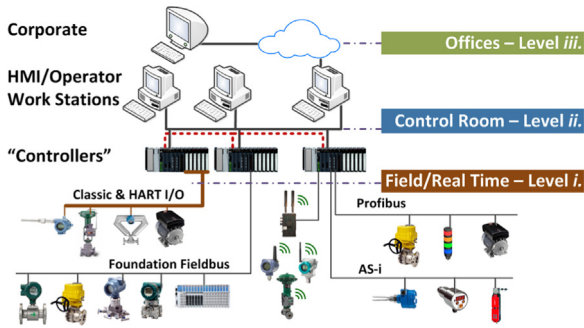 Corporate
Offices – Level iii.
HMI/Operator
Work Stations
Control Room – Level ii.
“Controllers”
Field/Real Time – Level i.
Classic & HART I/O
Profibus
Foundation Fieldbus
AS-i